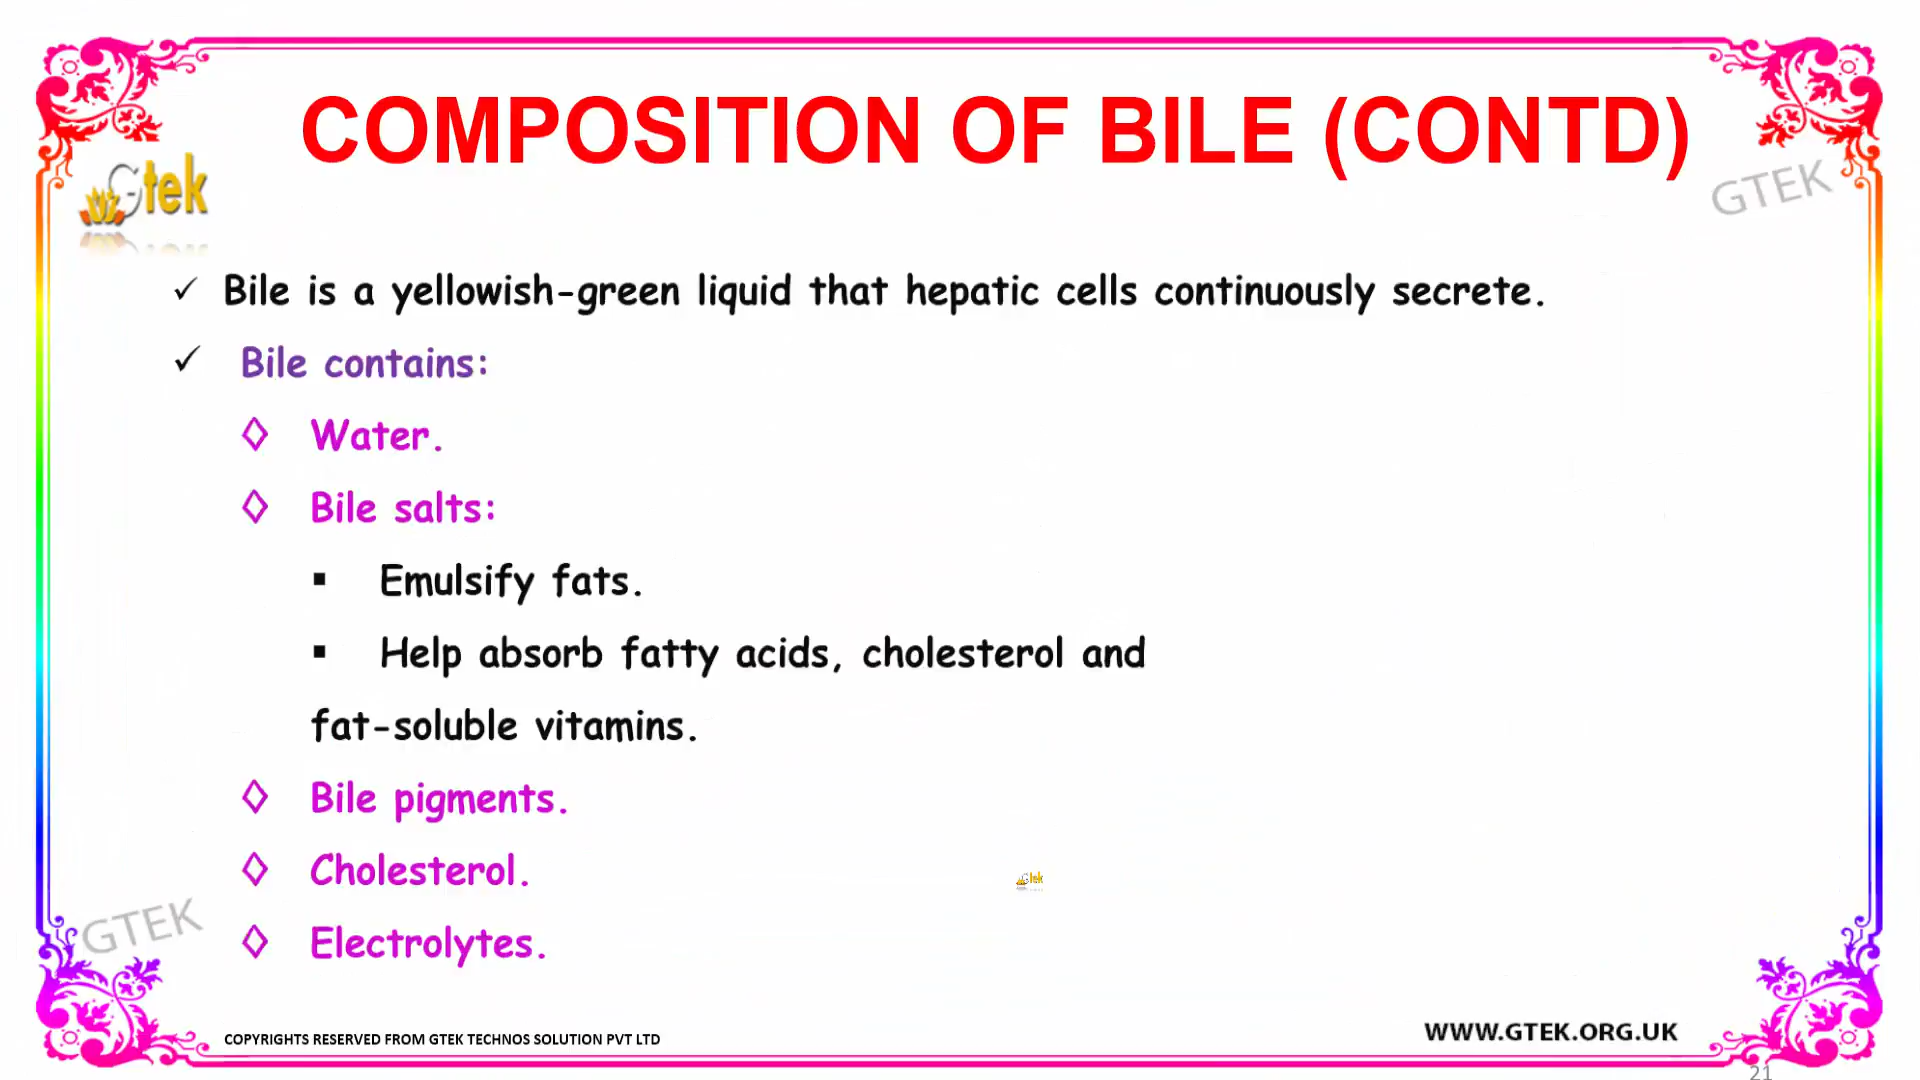 COMPOSITION OF BILE (CONTD)
Gtek
GTEK
✓ Bile is a yellowish-green liquid that hepatic cells continuously secrete.
✓ Bile contains:
◊ Water.
◊ Bile salts:
▪ Emulsify fats.
▪ Help absorb fatty acids, cholesterol and
fat-soluble vitamins.
◊ Bile pigments.
◊ Cholesterol.
Gtek
GTEK
◊ Electrolytes.
COPYRIGHTS RESERVED FROM GTEK TECHNOS SOLUTION PVT LTD
WWW.GTEK.ORG.UK
21